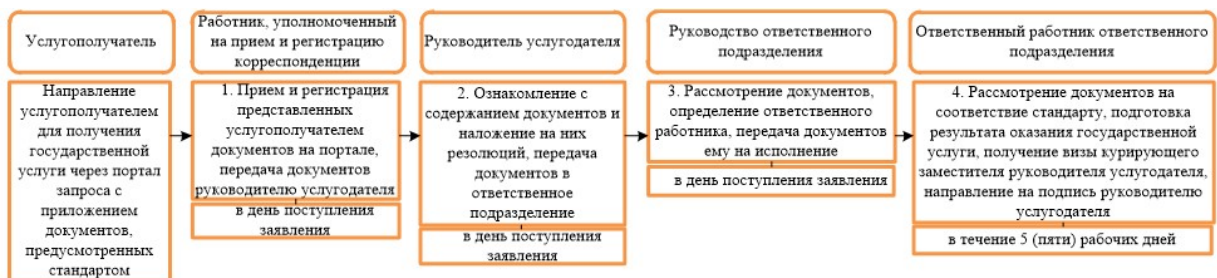 Услугополучатель
Работник, уполномоченный
на прием и регистрацию
корреспонденции
Руководитель услугодателя
Руководство ответственного
подразделения
Ответственный работник ответственного
подразделения
Направление
услугополучателем
для получения
государственной
услуги через портал
запроса с
приложением
документов,
предусмотренных
стандартом
1. Прием и регистрация
представленных
услугополучателем
документов на портале,
передача документов
руководителю услугодателя
в день поступления
заявления
2. Ознакомление с
содержанием документов и
наложение на них
резолюций, передача
документов в
ответственное
подразделение
в день поступления
заявления
3. Рассмотрение документов,
определение ответственного
работника, передача документов
ему на исполнение
в день поступления заявления
4. Рассмотрение документов на
соответствие стандарту, подготовка
результата оказания государственной
услуги, получение визы курирующего
заместителя руководителя услугодателя,
направление на подпись руководителю
услугодателя
в течение 5 (пяти) рабочих дней